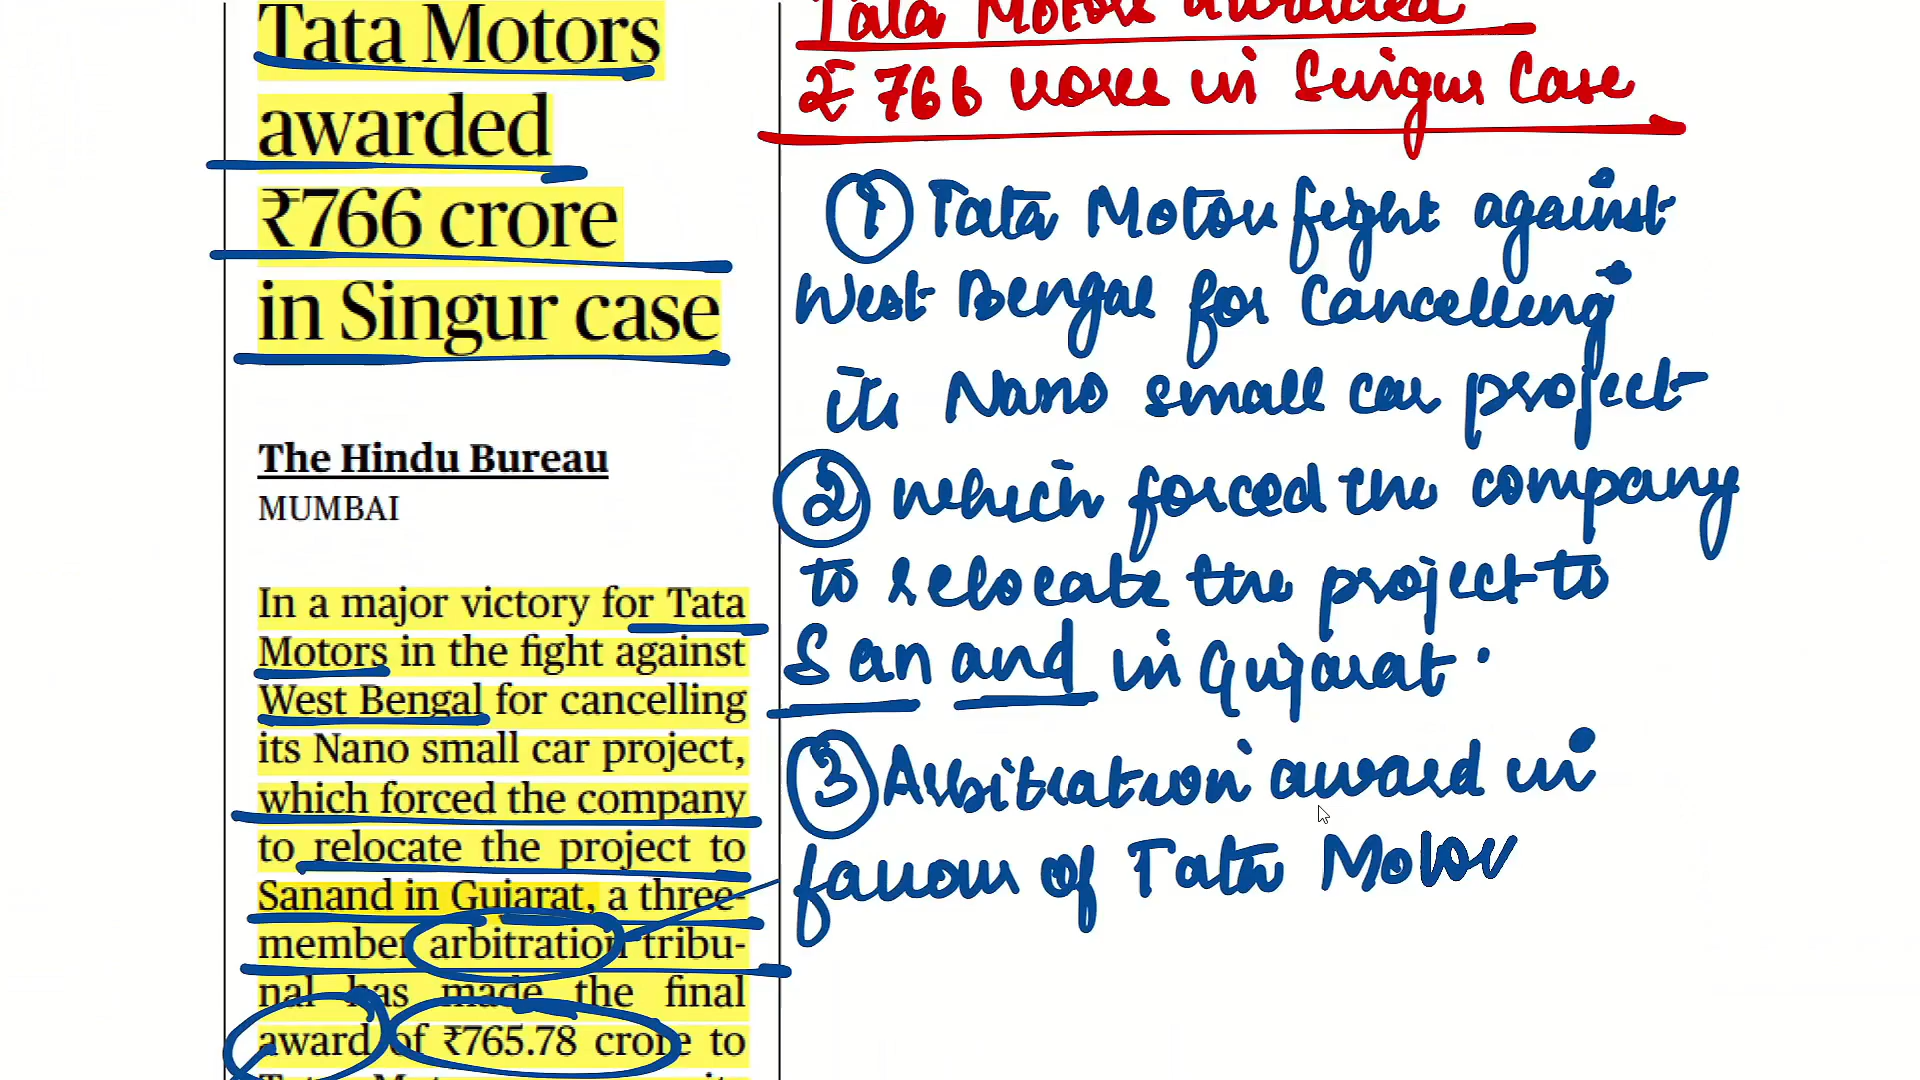 Tata Motors
awarded
₹766 crore
in Singur case
The Hindu Bureau
MUMBAI
In a major victory for Tata
Motors in the fight against
West Bengal for cancelling
its Nano small car project,
which forced the company
to relocate the project to
Sanand in Gujarat, a three-
member arbitration tribu-
nal has made the final
award of ₹765.78 crore to
Tata Motors awarded
₹ 766 crores in Singur Case
1 Tata Motors fight against
West Bengal for Cancelling
its Nano small car project
2 which forced the company
to relocate the project to
Sanand in Gujarat.
3 Arbitration award in
favour of Tata Motor